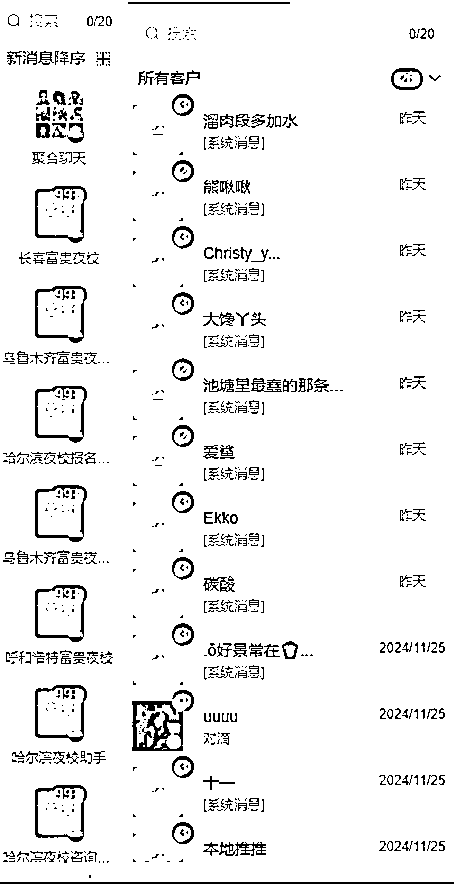 搜索 0/20
新消息降序
聚合聊天
长春富贵夜校
乌鲁木齐富贵夜...
哈尔滨夜校报名...
乌鲁木齐富贵夜...
呼和浩特富贵夜校
哈尔滨夜校助手
哈尔滨夜校咨询...
搜索 0/20
所有客户
溜肉段多加水 昨天
[系统消息]
熊啾啾 昨天
[系统消息]
Christy_y... 昨天
[系统消息]
大馋丫头 昨天
[系统消息]
池塘里最蠢的那条... 昨天
[系统消息]
爱鲨 昨天
[系统消息]
Ekko 昨天
[系统消息]
碳酸 昨天
[系统消息]
好景常在 ... 2024/11/25
[系统消息]
uuuu 2024/11/25
对滴
十一 2024/11/25
[系统消息]
本地推推 2024/11/25